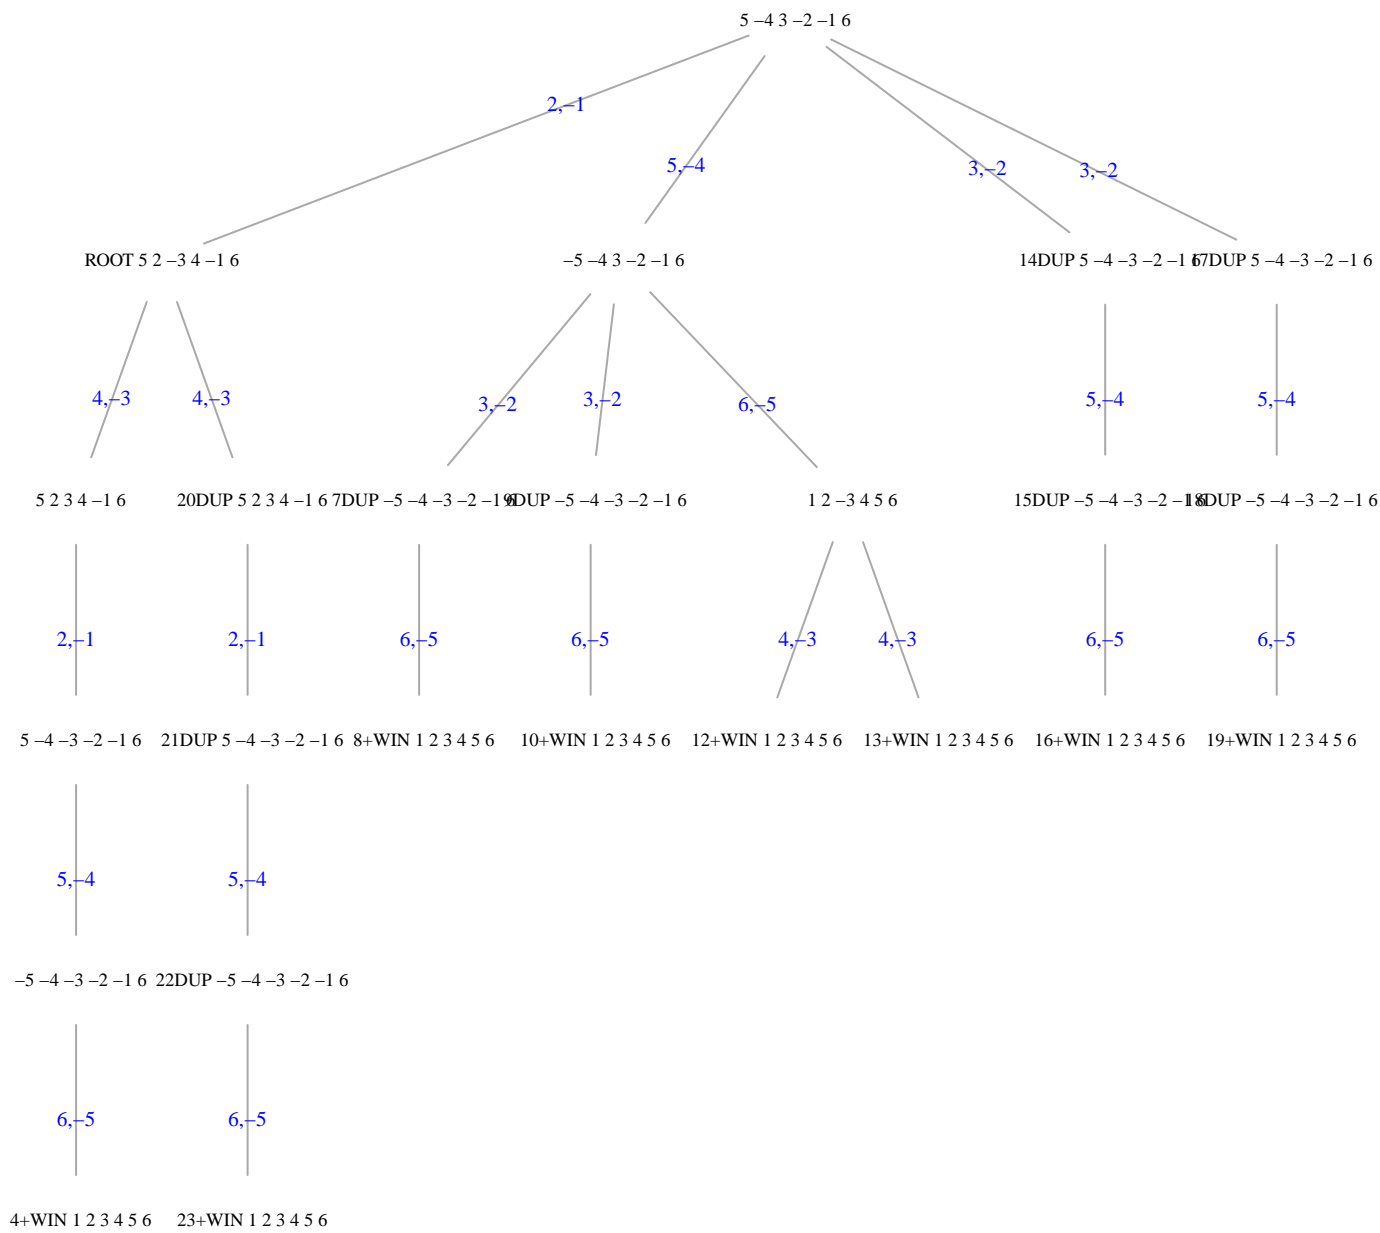 5 –4 3 –2 –1 6
2,–1
5,–4
3,–2
3,–2
ROOT 5 2 –3 4 –1 6
–5 –4 3 –2 –1 6
14DUP 5 –4 –3 –2 –1 6
17DUP 5 –4 –3 –2 –1 6
4,–3
4,–3
3,–2
3,–2
6,–5
5,–4
5,–4
5 2 3 4 –1 6
20DUP 5 2 3 4 –1 6
7DUP –5 –4 –3 –2 –1 6
9DUP –5 –4 –3 –2 –1 6
1 2 –3 4 5 6
15DUP –5 –4 –3 –2 –1 6
18DUP –5 –4 –3 –2 –1 6
2,–1
2,–1
6,–5
6,–5
4,–3
4,–3
6,–5
6,–5
5 –4 –3 –2 –1 6
21DUP 5 –4 –3 –2 –1 6
8+WIN 1 2 3 4 5 6
10+WIN 1 2 3 4 5 6
12+WIN 1 2 3 4 5 6
13+WIN 1 2 3 4 5 6
16+WIN 1 2 3 4 5 6
19+WIN 1 2 3 4 5 6
5,–4
5,–4
–5 –4 –3 –2 –1 6
22DUP –5 –4 –3 –2 –1 6
6,–5
6,–5
4+WIN 1 2 3 4 5 6
23+WIN 1 2 3 4 5 6